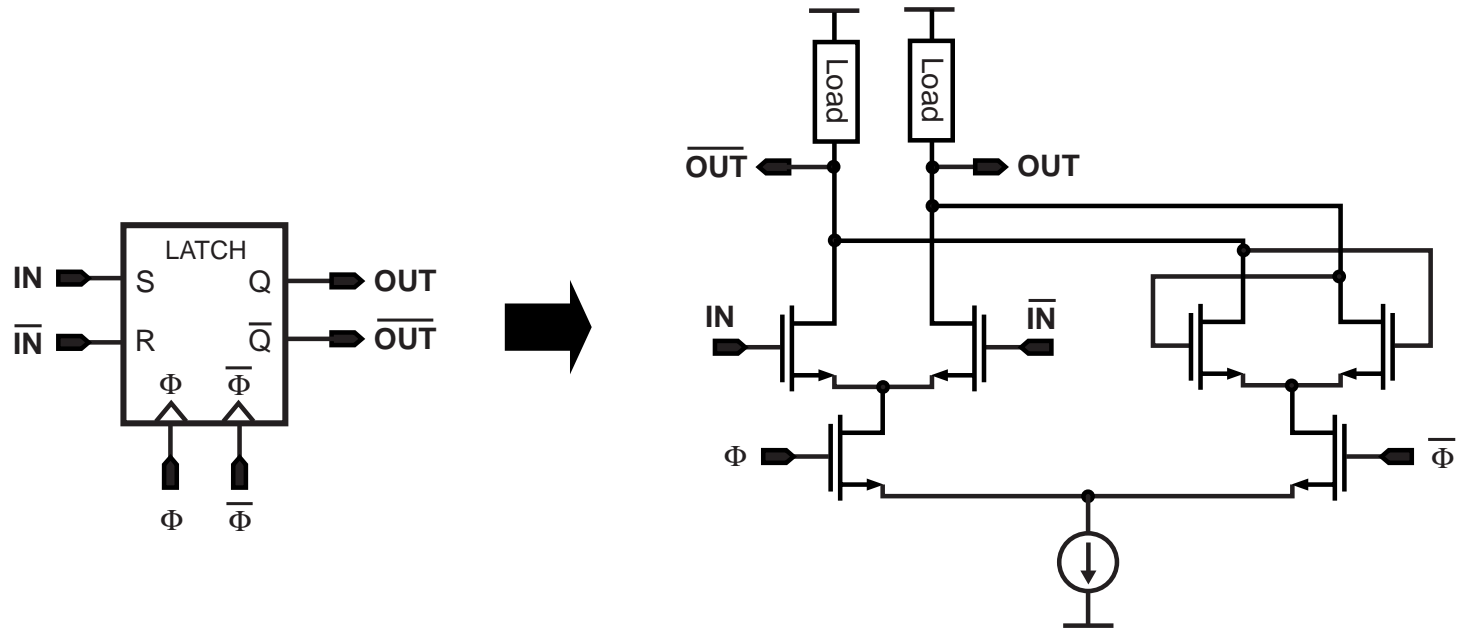 Load
Load
OUT
OUT
LATCH
IN
S
Q
OUT
IN
R
Q
OUT
Φ
Φ
Φ
Φ
IN
IN
Φ
Φ